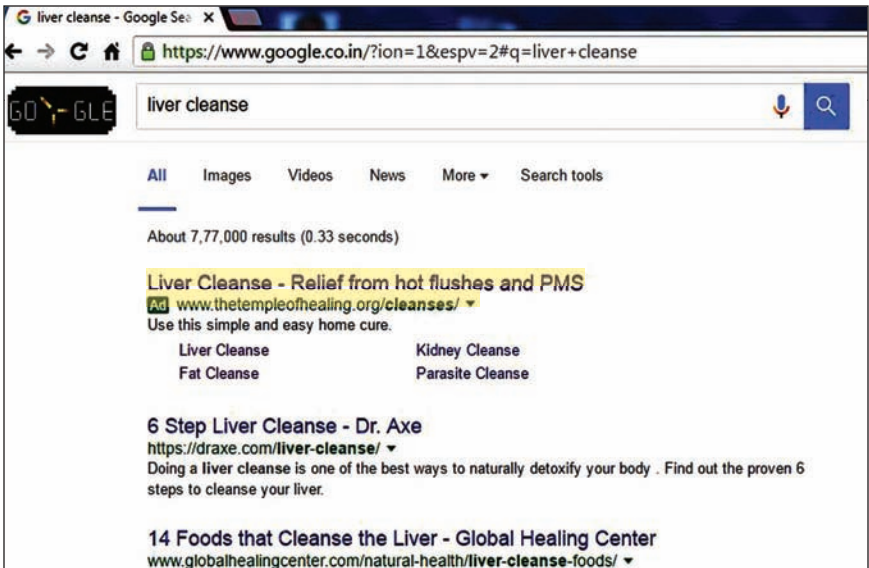 G liver cleanse - Google Sea
https://www.google.co.in/?ion=1&espv=2#q=liver+cleanse
GO GLE
liver cleanse
All Images Videos News More Search tools
About 7,77,000 results (0.33 seconds)
Liver Cleanse - Relief from hot flushes and PMS
Ad www.thetempleofhealing.org/cleanses/
Use this simple and easy home cure.
Liver Cleanse Kidney Cleanse
Fat Cleanse Parasite Cleanse
6 Step Liver Cleanse - Dr. Axe
https://draxe.com/liver-cleanse/
Doing a liver cleanse is one of the best ways to naturally detoxify your body . Find out the proven 6
steps to cleanse your liver.
14 Foods that Cleanse the Liver - Global Healing Center
www.globalhealingcenter.com/natural-health/liver-cleanse-foods/